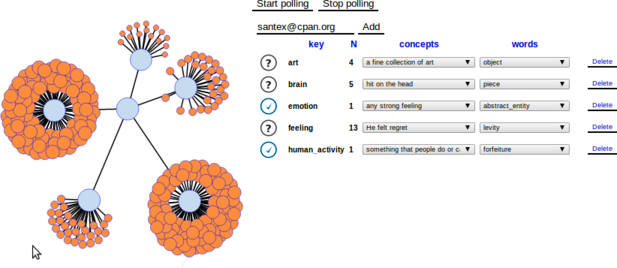 Start polling Stop polling
santex@cpan.org Add
key N concepts words
art 4 a fine collection of art object Delete
brain 5 hit on the head piece Delete
emotion 1 any strong feeling abstract_entity Delete
feeling 13 He felt regret levity Delete
human_activity 1 something that people do or c forfeiture Delete